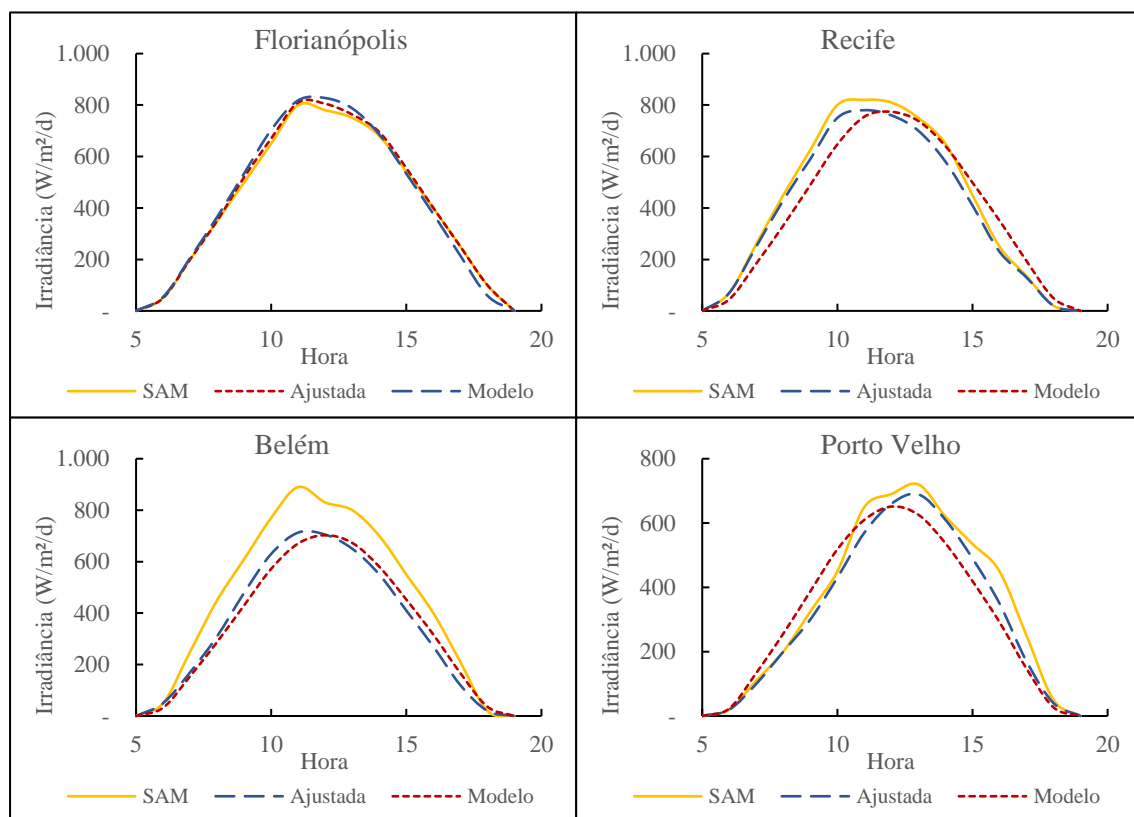 Florianópolis
1.000
800
600
400
200
-
Irradiância (W/m²/d)
5 10 15 20
Hora
SAM Ajustada Modelo
Recife
1.000
800
600
400
200
-
Irradiância (W/m²/d)
5 10 15 20
Hora
SAM Ajustada Modelo
Belém
1.000
800
600
400
200
-
Irradiância (W/m²/d)
5 10 15 20
Hora
SAM Ajustada Modelo
Porto Velho
800
600
400
200
-
Irradiância (W/m²/d)
5 10 15 20
Hora
SAM Ajustada Modelo